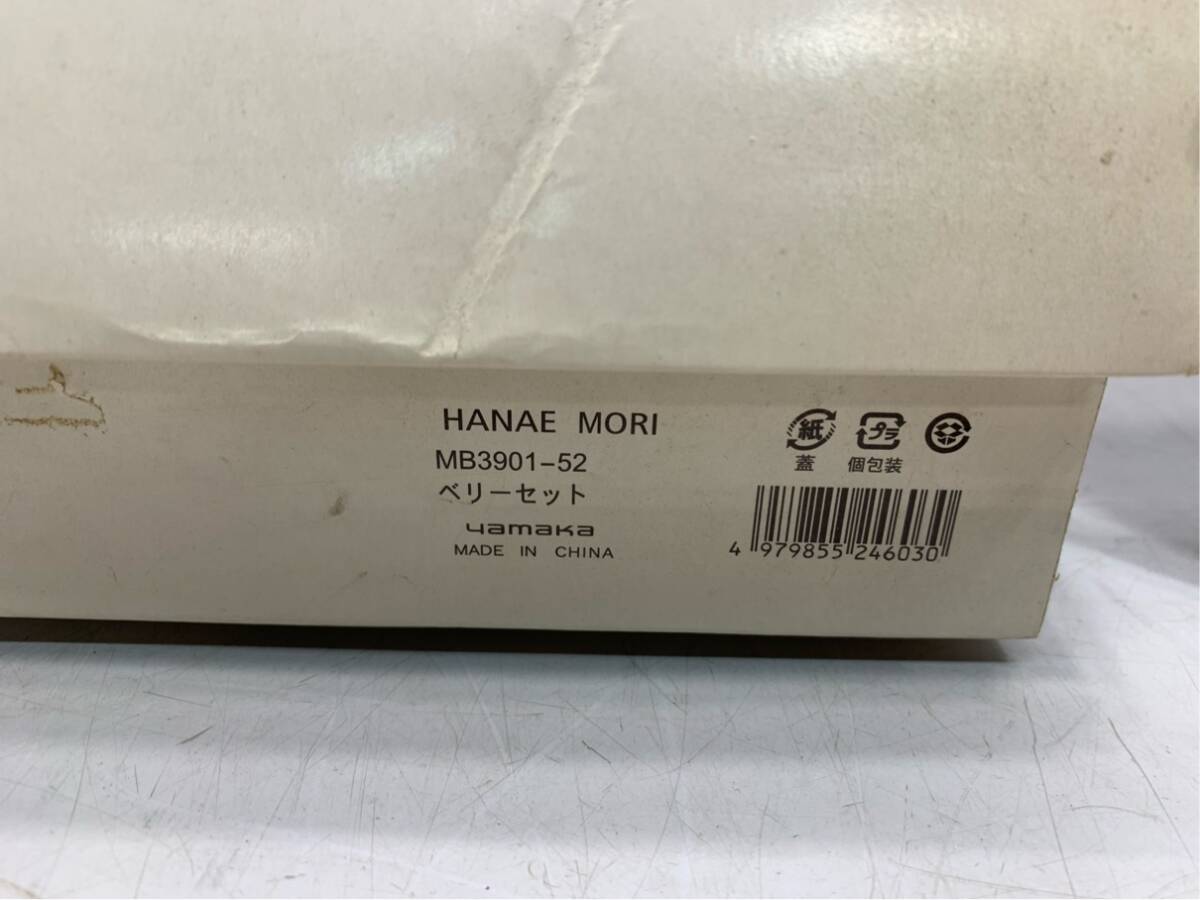 HANAE MORI
MB3901-52
ベリーセット
yamaka
MADE IN CHINA
紙 プラ
蓋 個包装
4 979855 246030